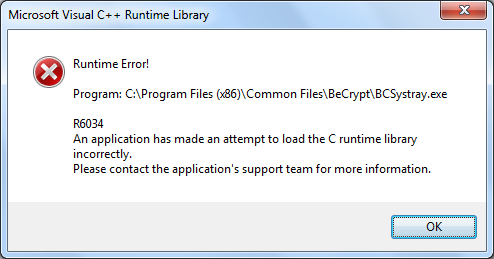 Microsoft Visual C++ Runtime Library
Runtime Error!
Program: C:\Program Files (x86)\Common Files\BeCrypt\BCSystray.exe
R6034
An application has made an attempt to load the C runtime library
incorrectly.
Please contact the application's support team for more information.
OK